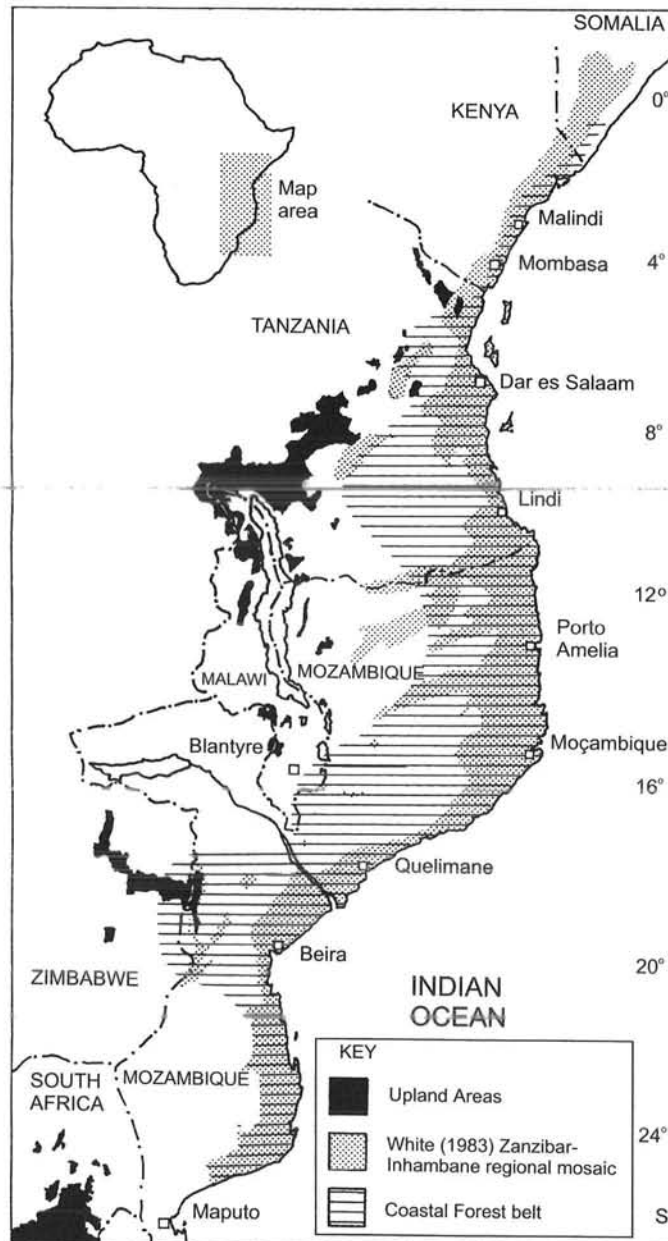 SOMALIA
0°
KENYA
Map
area
Malindi
Mombasa
4°
TANZANIA
Dar es Salaam
8°
Lindi
12°
Porto
Amelia
MALAWI
MOZAMBIQUE
Blantyre
Moçambique
16°
Quelimane
Beira
20°
ZIMBABWE
INDIAN
OCEAN
KEY
SOUTH
AFRICA
MOZAMBIQUE
Upland Areas
White (1983) Zanzibar-
Inhambane regional mosaic
24°
Coastal Forest belt
S
Maputo